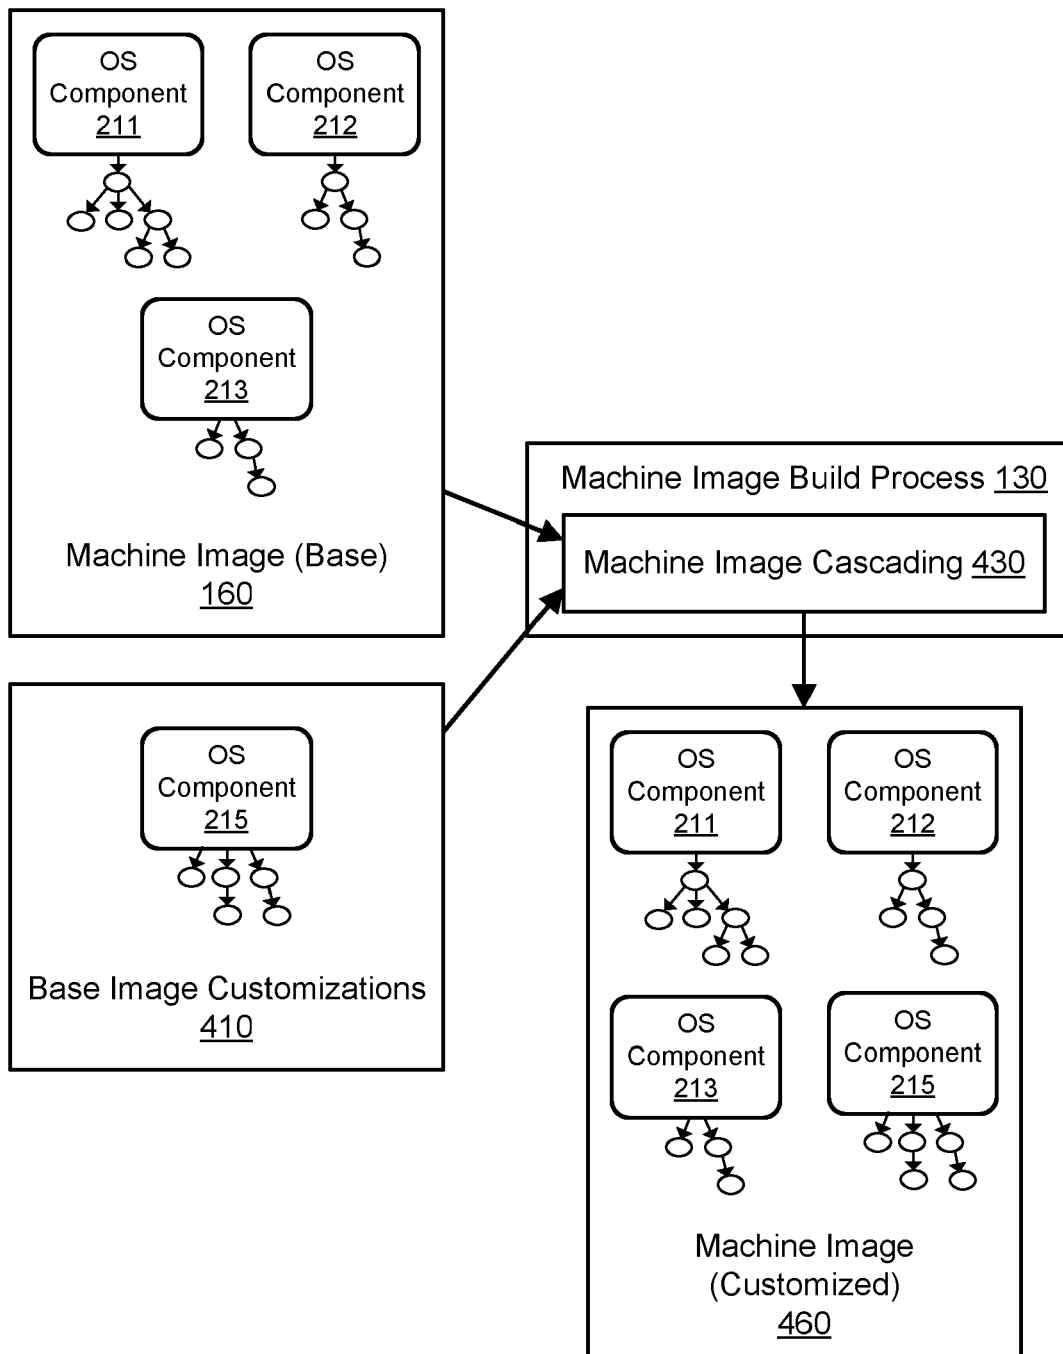 OS
Component
211
OS
Component
212
OS
Component
213
Machine Image (Base)
160
Machine Image Build Process 130
Machine Image Cascading 430
OS
Component
215
Base Image Customizations
410
OS
Component
211
OS
Component
212
OS
Component
213
OS
Component
215
Machine Image
(Customized)
460